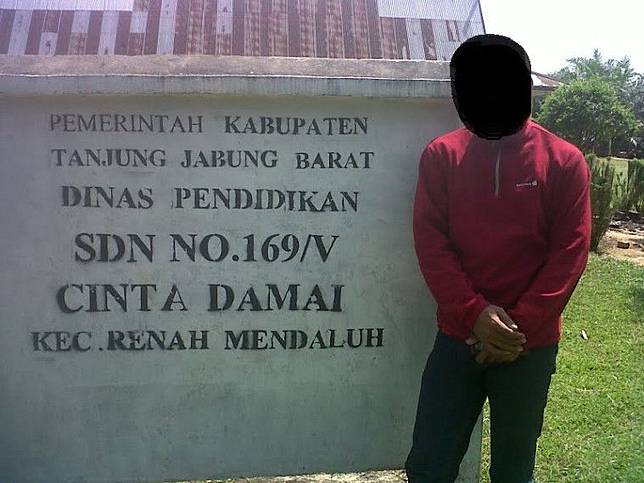 PEMERINTAH KABUPATEN
TANJUNG JABUNG BARAT
DINAS PENDIDIKAN
SDN NO.169/V
CINTA DAMAI
KEC.RENAH MENDALUH